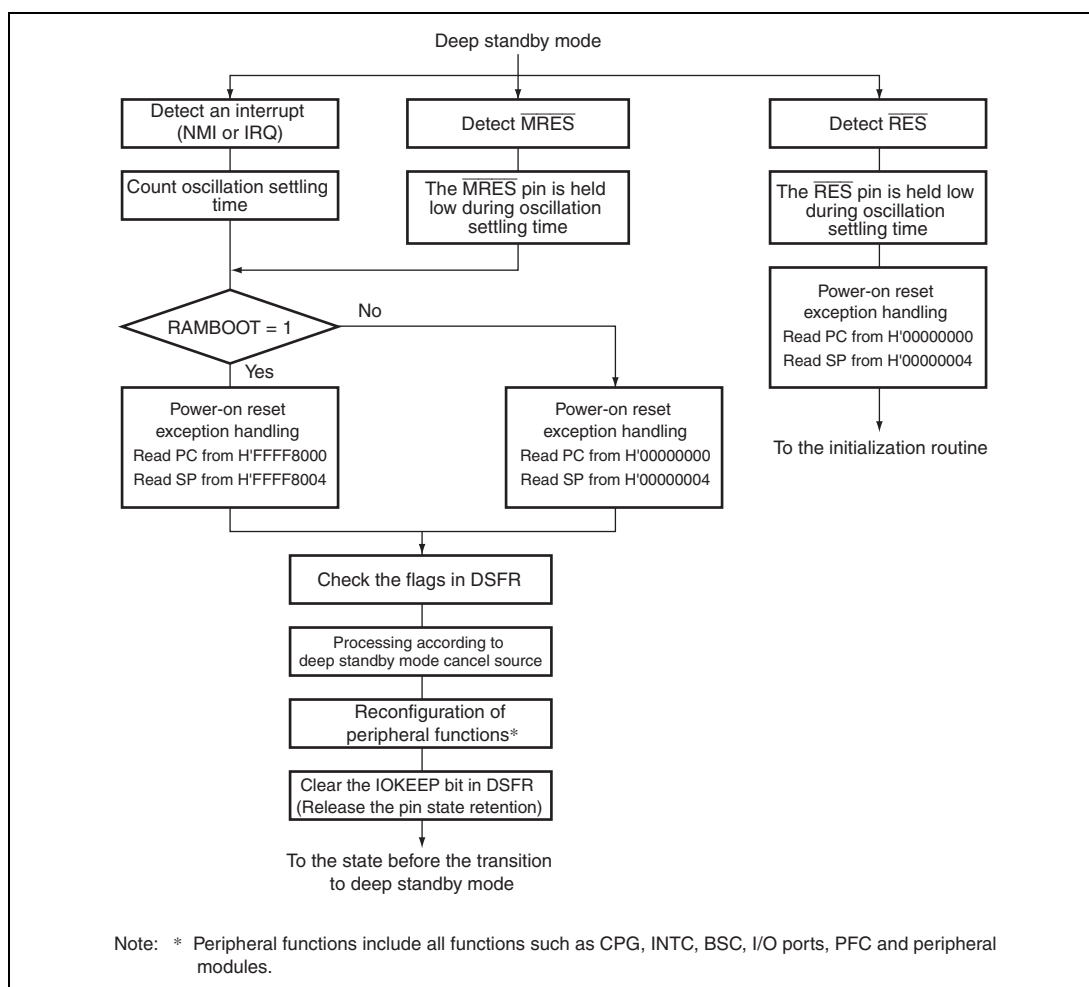 Deep standby mode
Detect an interrupt
(NMI or IRQ)
Detect M̅R̅E̅S̅
Detect R̅E̅S̅
Count oscillation settling
time
The M̅R̅E̅S̅ pin is held
low during oscillation
settling time
The R̅E̅S̅ pin is held low
during oscillation
settling time
RAMBOOT = 1
No
Yes
Power-on reset
exception handling
Read PC from H'00000000
Read SP from H'00000004
To the initialization routine
Power-on reset
exception handling
Read PC from H'FFFF8000
Read SP from H'FFFF8004
Power-on reset
exception handling
Read PC from H'00000000
Read SP from H'00000004
Check the flags in DSFR
Processing according to
deep standby mode cancel source
Reconfiguration of
peripheral functions*
Clear the IOKEEP bit in DSFR
(Release the pin state retention)
To the state before the transition
to deep standby mode
Note: * Peripheral functions include all functions such as CPG, INTC, BSC, I/O ports, PFC and peripheral
modules.